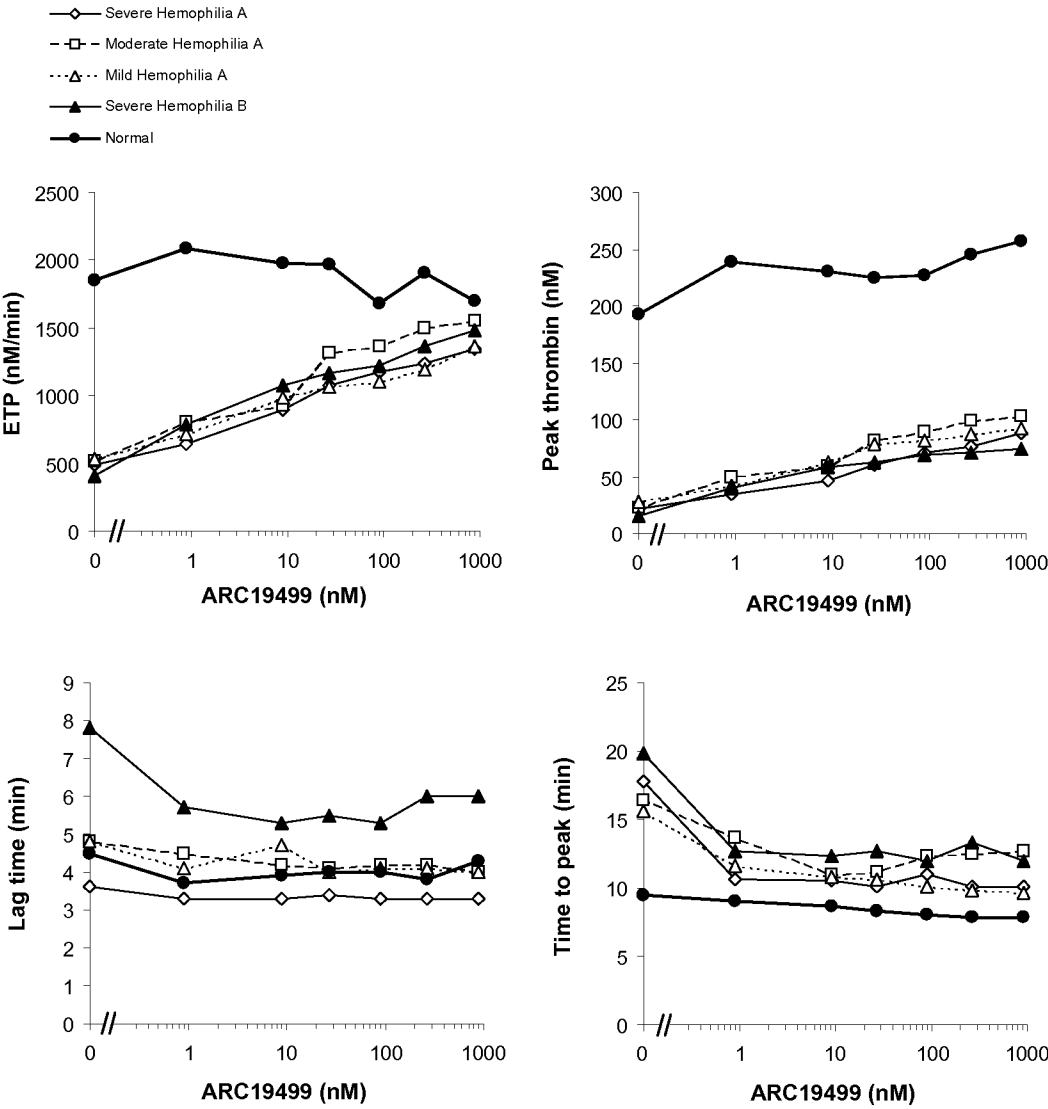 Severe Hemophilia A
Moderate Hemophilia A
Mild Hemophilia A
Severe Hemophilia B
Normal
ETP (nM/min)
2500
2000
1500
1000
500
0
0 1 10 100 1000
ARC19499 (nM)
Peak thrombin (nM)
300
250
200
150
100
50
0
0 1 10 100 1000
ARC19499 (nM)
Lag time (min)
9
8
7
6
5
4
3
2
1
0
0 1 10 100 1000
ARC19499 (nM)
Time to peak (min)
25
20
15
10
5
0
0 1 10 100 1000
ARC19499 (nM)